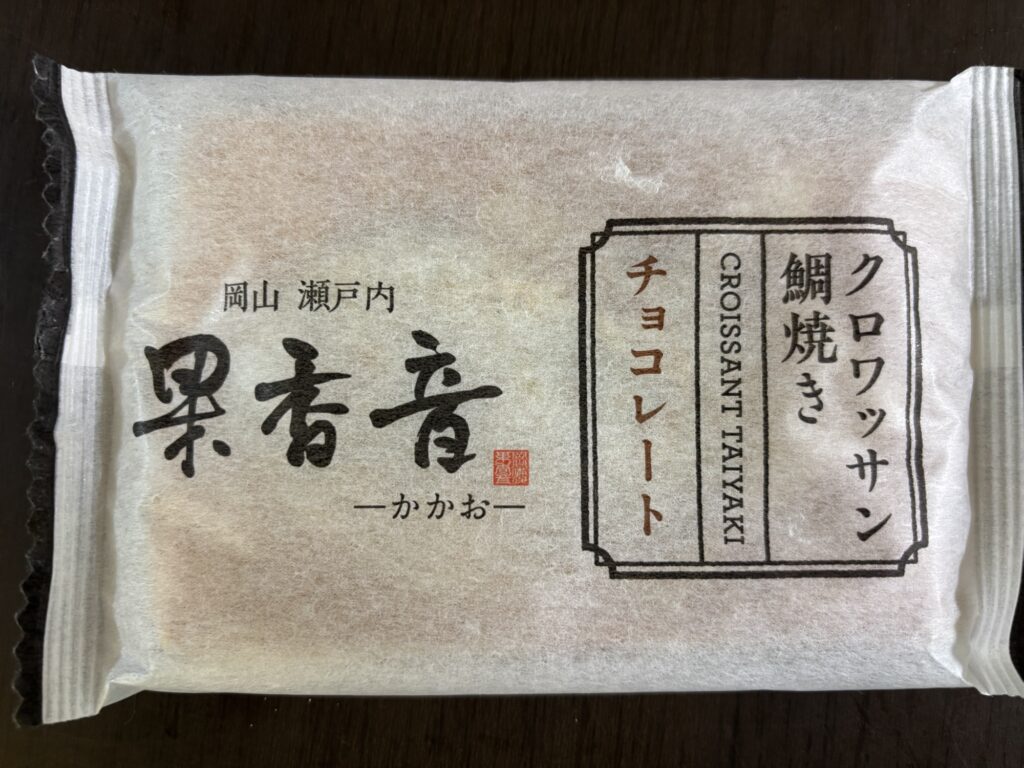 岡山 瀬戸内
果香音
―かかお―
クロワッサン
鯛焼き
CROISSANT TAIYAKI
チョコレート